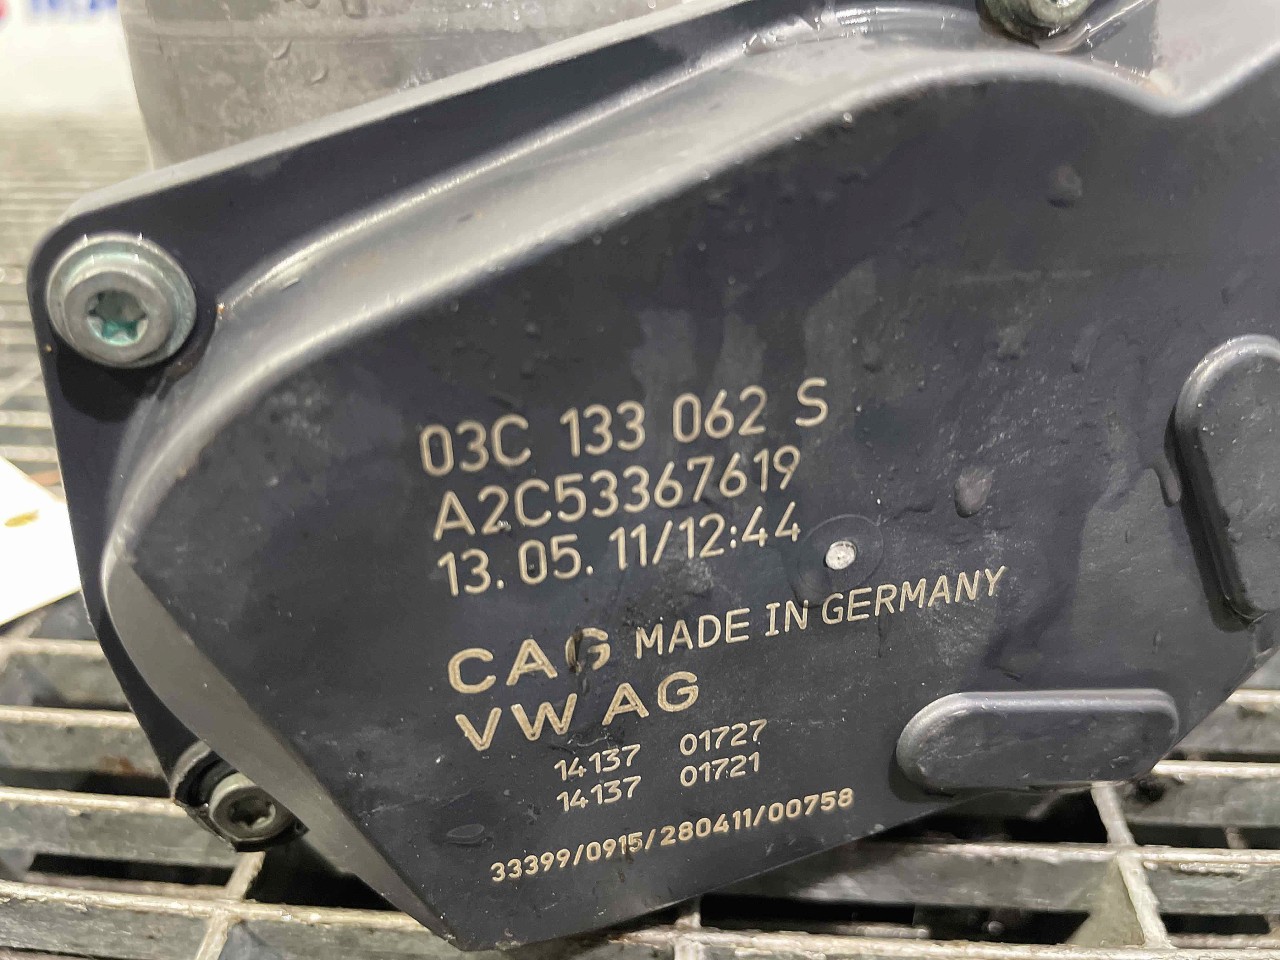 03C 133 062 S
A2C53367619
13.05.11/12:44
CAG MADE IN GERMANY
VW AG
14137 01727
14137 01721
33399/0915/280411/00758